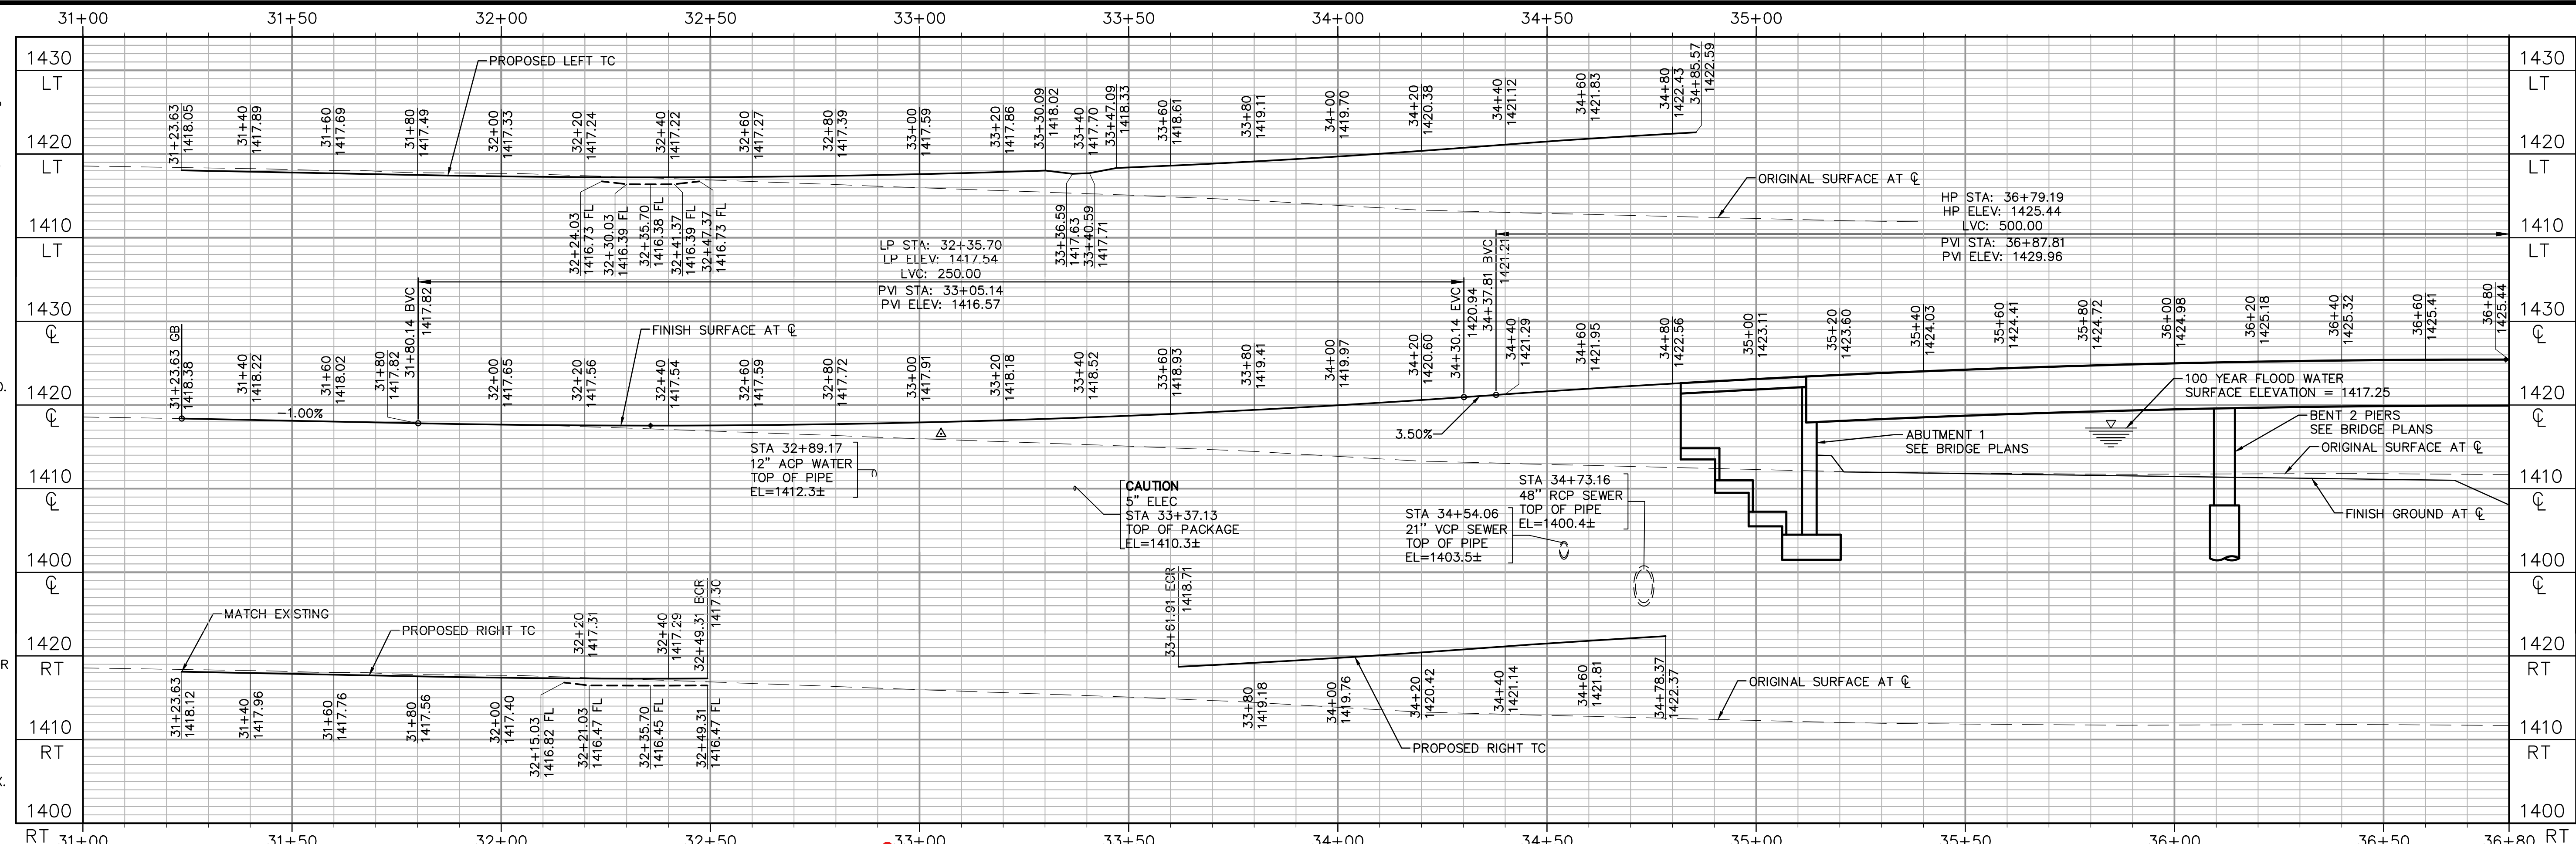 31+00 31+50 32+00 32+50 33+00 33+50 34+00 34+50 35+00
1430
LT
1420
LT
1410
LT
1430
℄
1420
℄
1410
℄
1400
℄
1420
RT
1410
RT
1400
RT
PROPOSED LEFT TC
31+23.63
1418.05
31+40
1417.89
31+60
1417.69
31+80
1417.49
32+00
1417.33
32+20
1417.24
32+40
1417.22
32+60
1417.27
32+80
1417.39
33+00
1417.59
33+20
1417.86
33+30.09
1418.02
33+40
1417.70
33+47.09
1418.33
33+60
1418.61
33+80
1419.11
34+00
1419.70
34+20
1420.38
34+40
1421.12
34+60
1421.83
34+80
1422.43
34+85.57
1422.59
32+24.03
1416.73 FL
32+30.03
1416.39 FL
32+35.70
1416.38 FL
32+41.37
1416.39 FL
32+47.37
1416.73 FL
33+36.59
1417.63
33+40.59
1417.71
ORIGINAL SURFACE AT ℄
LP STA: 32+35.70
LP ELEV: 1417.54
LVC: 250.00
PVI STA: 33+05.14
PVI ELEV: 1416.57
HP STA: 36+79.19
HP ELEV: 1425.44
LVC: 500.00
PVI STA: 36+87.81
PVI ELEV: 1429.96
31+23.63 GB
1418.38
31+40
1418.22
31+60
1418.02
31+80
1417.82
31+80.14 BVC
1417.82
32+00
1417.65
32+20
1417.56
32+40
1417.54
32+60
1417.59
32+80
1417.72
33+00
1417.91
33+20
1418.18
33+40
1418.52
33+60
1418.93
33+80
1419.41
34+00
1419.97
34+20
1420.60
34+30.14 EVC
1420.94
34+37.81 BVC
1421.21
34+40
1421.29
34+60
1421.95
34+80
1422.56
35+00
1423.11
35+20
1423.60
35+40
1424.03
35+60
1424.41
35+80
1424.72
36+00
1424.98
36+20
1425.18
36+40
1425.32
36+60
1425.41
36+80
1425.44
FINISH SURFACE AT ℄
-1.00%
3.50%
STA 32+89.17
12" ACP WATER
TOP OF PIPE
EL=1412.3±
CAUTION
5" ELEC
STA 33+37.13
TOP OF PACKAGE
EL=1410.3±
STA 34+54.06
21" VCP SEWER
TOP OF PIPE
EL=1403.5±
STA 34+73.16
48" RCP SEWER
TOP OF PIPE
EL=1400.4±
ABUTMENT 1
SEE BRIDGE PLANS
100 YEAR FLOOD WATER
SURFACE ELEVATION = 1417.25
BENT 2 PIERS
SEE BRIDGE PLANS
ORIGINAL SURFACE AT ℄
FINISH GROUND AT ℄
MATCH EXISTING
PROPOSED RIGHT TC
31+23.63
1418.12
31+40
1417.96
31+60
1417.76
31+80
1417.56
32+00
1417.40
32+20
1417.31
32+40
1417.29
32+49.31 BCR
1417.30
32+15.03
1416.82 FL
32+21.03
1416.47 FL
32+35.70
1416.45 FL
32+49.31
1416.47 FL
33+61.91 ECR
1418.71
33+80
1419.18
34+00
1419.76
34+20
1420.42
34+40
1421.14
34+60
1421.81
34+78.37
1422.37
PROPOSED RIGHT TC
ORIGINAL SURFACE AT ℄
1430
LT
1420
LT
1410
LT
1430
℄
1420
℄
1410
℄
1400
℄
1420
RT
1410
RT
1400
RT
31+00 31+50 32+00 32+50 33+00 33+50 34+00 34+50 35+00 35+50 36+00 36+50 36+80